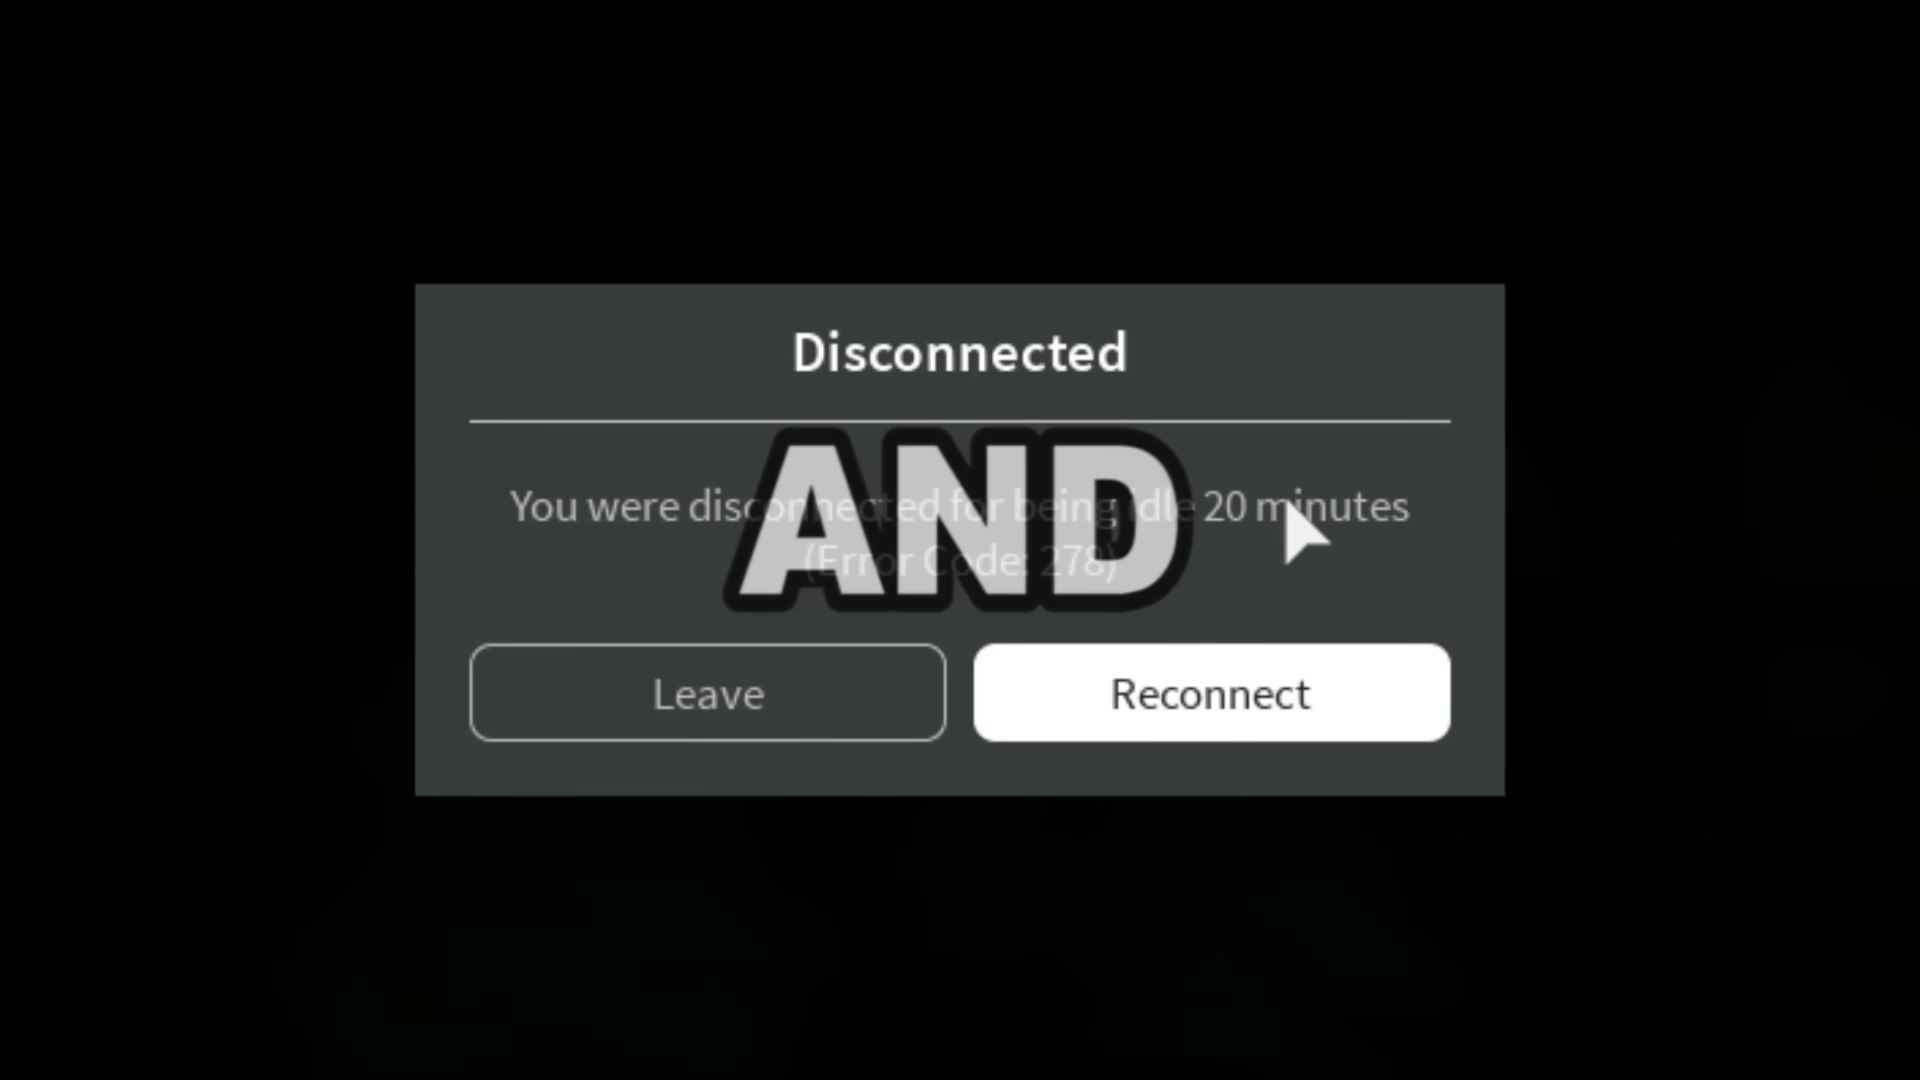 Disconnected
You were disconnected for being idle 20 minutes
(Error Code: 278)
AND
Leave
Reconnect